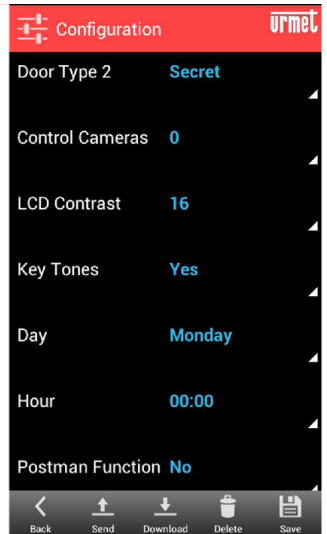 Configuration
urmet
Door Type 2 Secret
Control Cameras 0
LCD Contrast 16
Key Tones Yes
Day Monday
Hour 00:00
Postman Function No
Back Send Download Delete Save